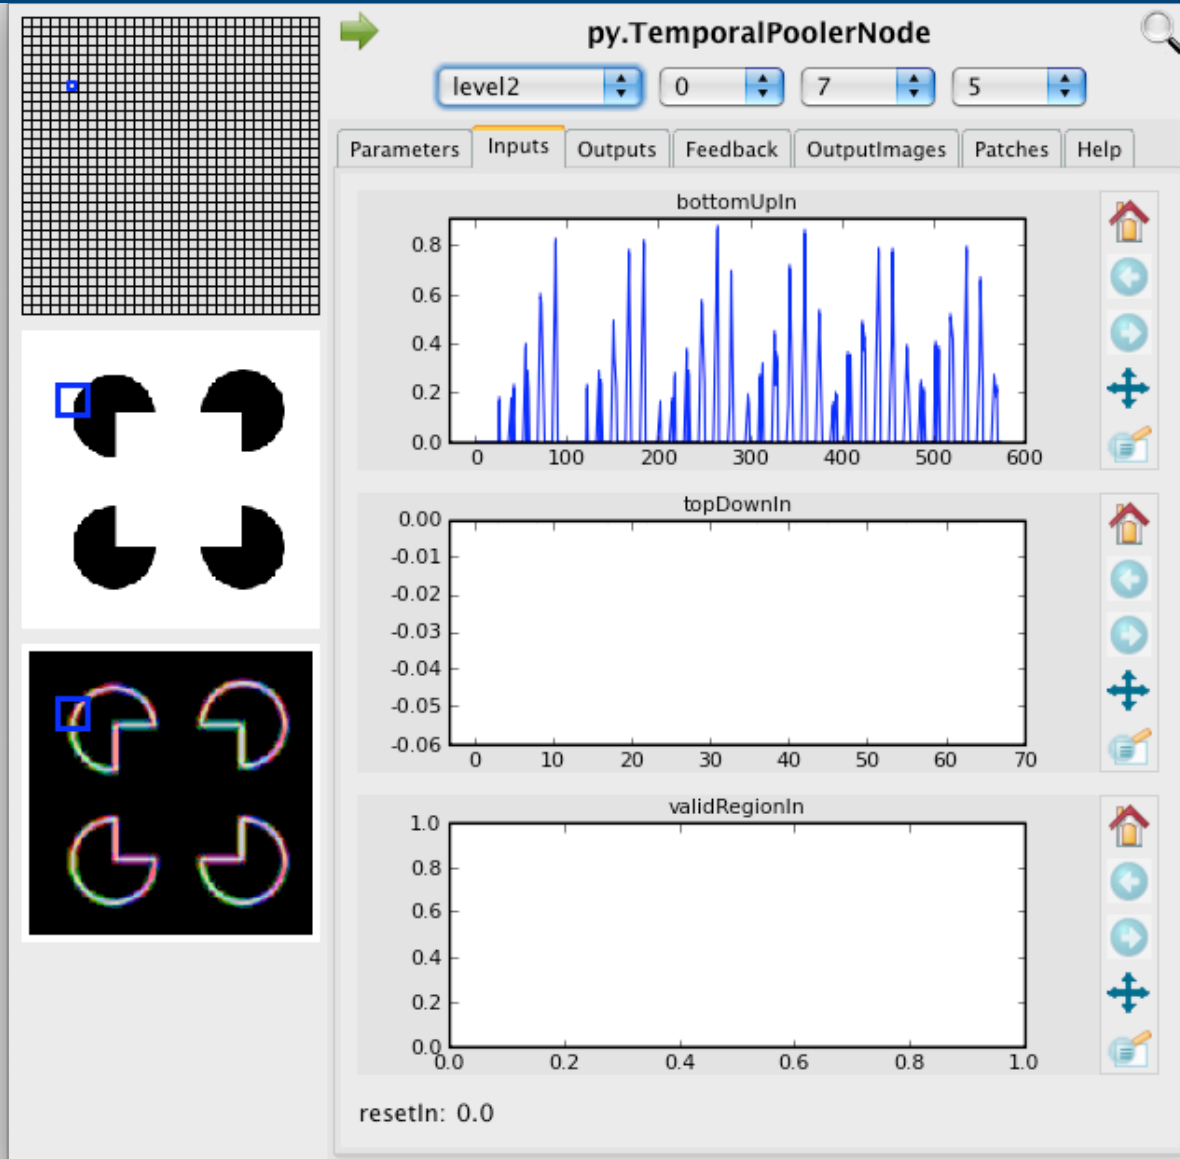 py.TemporalPoolerNode
level2 0 7 5
Parameters Inputs Outputs Feedback OutputImages Patches Help
bottomUpIn
0.8
0.6
0.4
0.2
0.0
0 100 200 300 400 500 600
topDownIn
0.00
-0.01
-0.02
-0.03
-0.04
-0.05
-0.06
0 10 20 30 40 50 60 70
validRegionIn
1.0
0.8
0.6
0.4
0.2
0.0
0.0 0.2 0.4 0.6 0.8 1.0
resetIn: 0.0